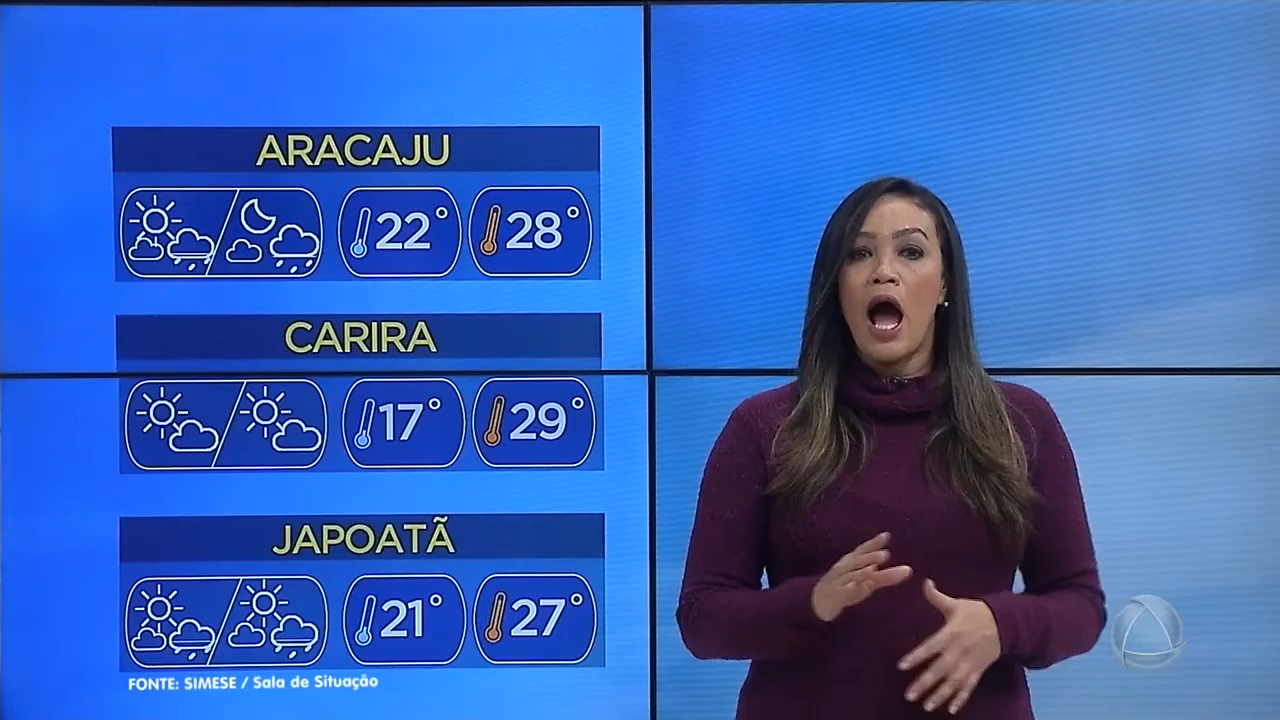 ARACAJU
22° 28°
CARIRA
17° 29°
JAPOATÃ
21° 27°
FONTE: SIMESE / Sala de Situação